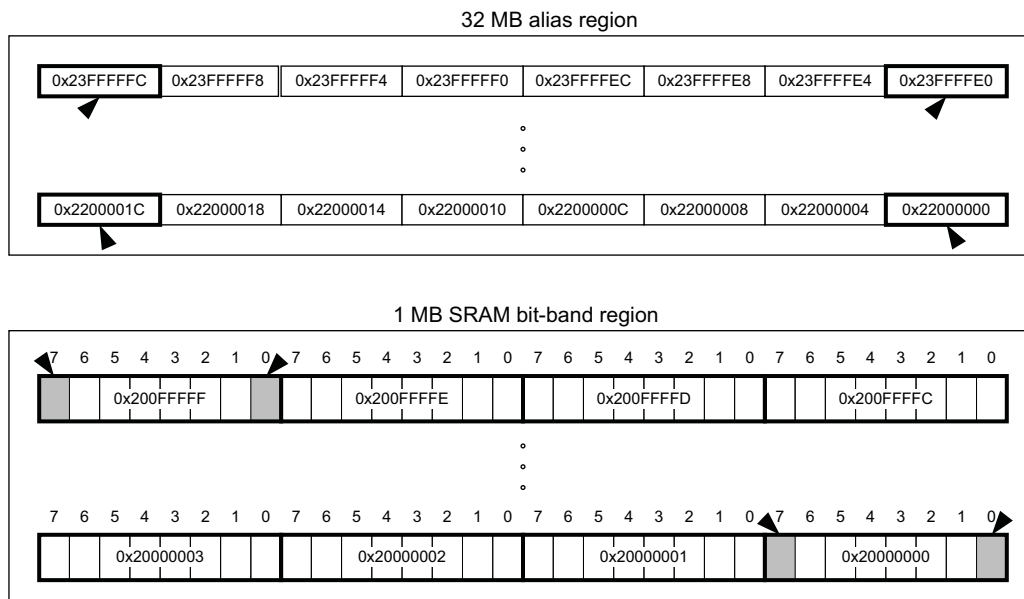 32 MB alias region
0x23FFFFFC 0x23FFFFF8 0x23FFFFF4 0x23FFFFF0 0x23FFFFEC 0x23FFFFE8 0x23FFFFE4 0x23FFFFE0
0x2200001C 0x22000018 0x22000014 0x22000010 0x2200000C 0x22000008 0x22000004 0x22000000
1 MB SRAM bit-band region
7 6 5 4 3 2 1 0 7 6 5 4 3 2 1 0 7 6 5 4 3 2 1 0 7 6 5 4 3 2 1 0
0x200FFFFF 0x200FFFFE 0x200FFFFD 0x200FFFFC
7 6 5 4 3 2 1 0 7 6 5 4 3 2 1 0 7 6 5 4 3 2 1 0 7 6 5 4 3 2 1 0
0x20000003 0x20000002 0x20000001 0x20000000